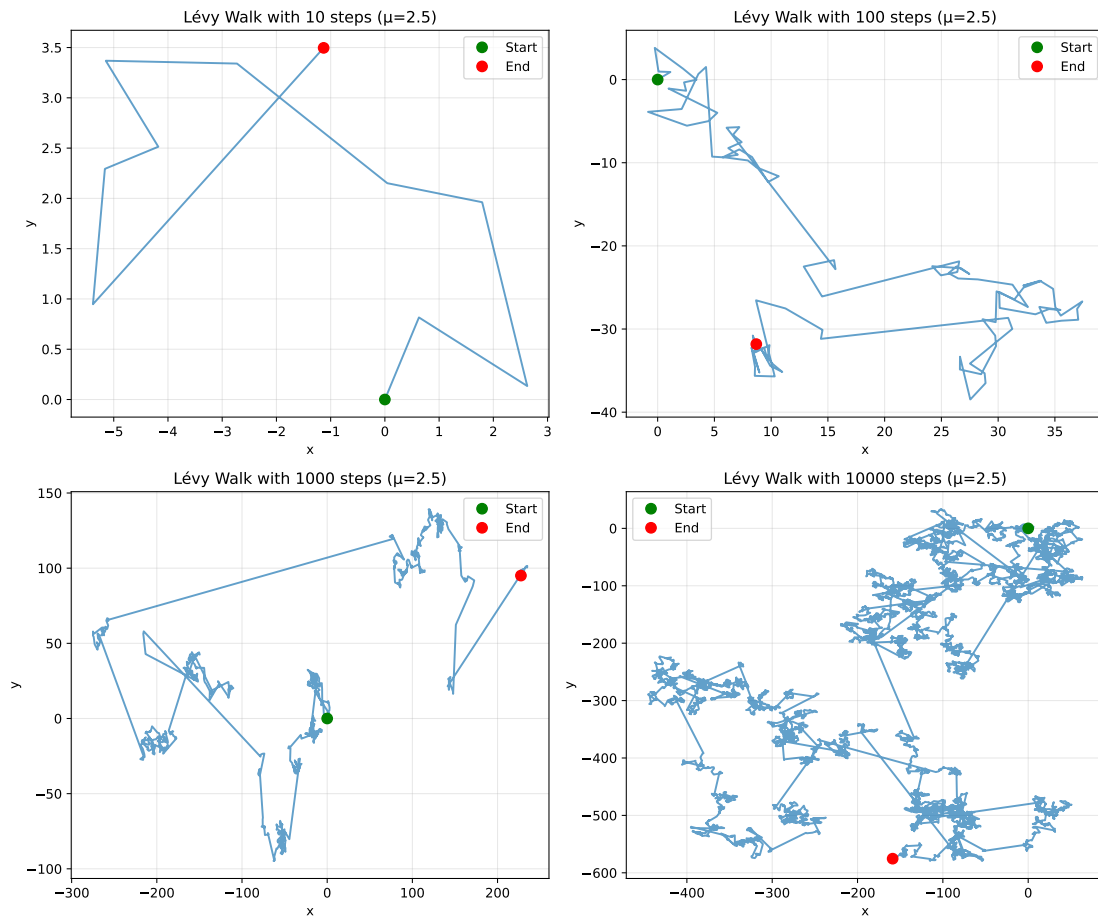 Lévy Walk with 10 steps (μ=2.5)
3.5
3.0
2.5
2.0
1.5
1.0
0.5
0.0
y
Start
End
−5
−4
−3
−2
−1
0
1
2
3
x
Lévy Walk with 100 steps (μ=2.5)
0
−10
−20
−30
−40
y
Start
End
0
5
10
15
20
25
30
35
x
Lévy Walk with 1000 steps (μ=2.5)
150
100
50
0
−50
−100
y
Start
End
−300
−200
−100
0
100
200
x
Lévy Walk with 10000 steps (μ=2.5)
0
−100
−200
−300
−400
−500
−600
y
Start
End
−400
−300
−200
−100
0
x